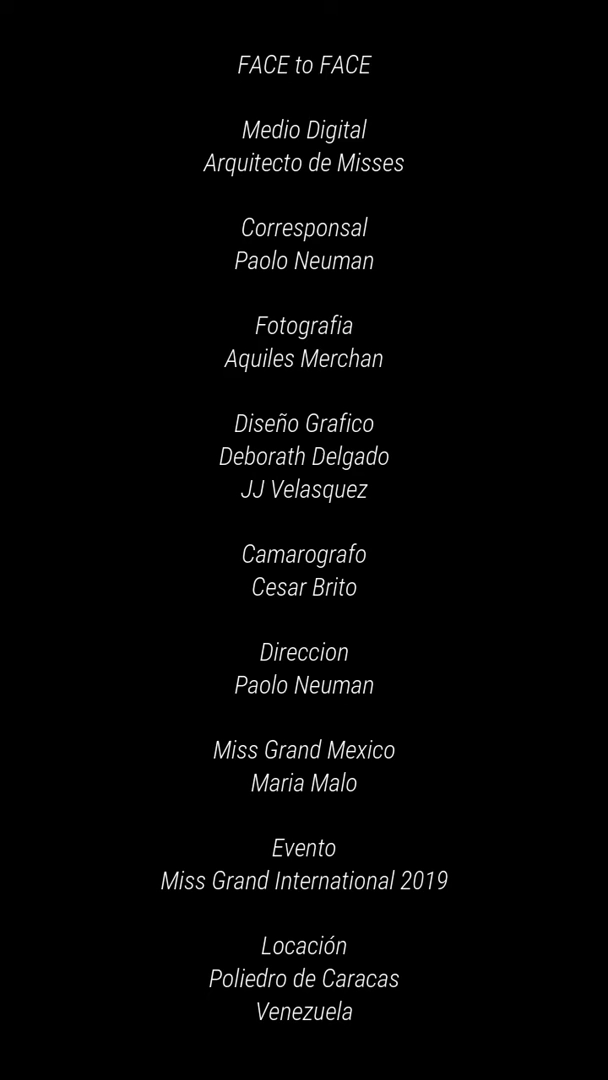 FACE to FACE
Medio Digital
Arquitecto de Misses
Corresponsal
Paolo Neuman
Fotografia
Aquiles Merchan
Diseño Grafico
Deborath Delgado
JJ Velasquez
Camarografo
Cesar Brito
Direccion
Paolo Neuman
Miss Grand Mexico
Maria Malo
Evento
Miss Grand International 2019
Locación
Poliedro de Caracas
Venezuela